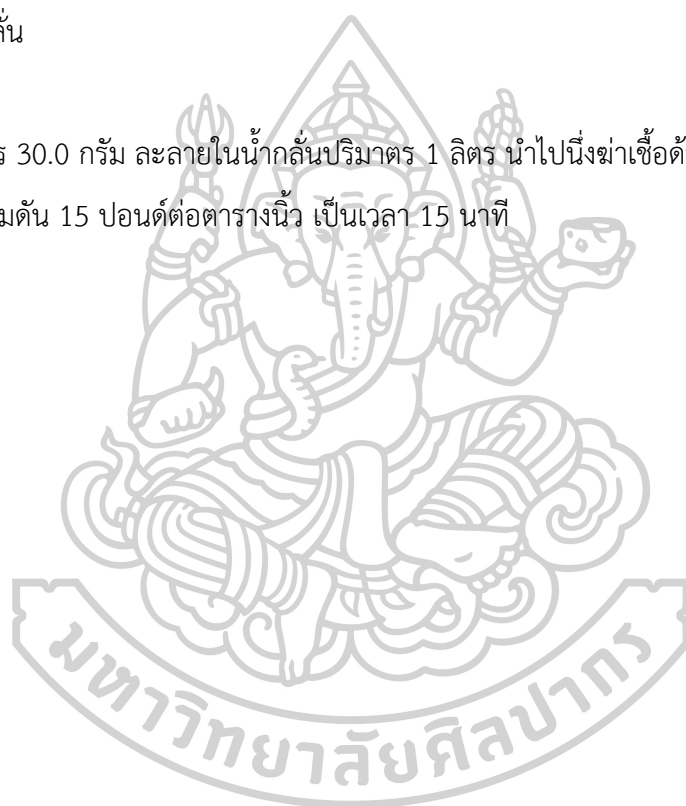 ลั่น
ร 30.0 กรัม ละลายในน้ำกลั่นปริมาตร 1 ลิตร นำไปนึ่งฆ่าเชื้อด้
มดัน 15 ปอนด์ต่อตารางนิ้ว เป็นเวลา 15 นาที
มหาวิทยาลัยศิลปากร